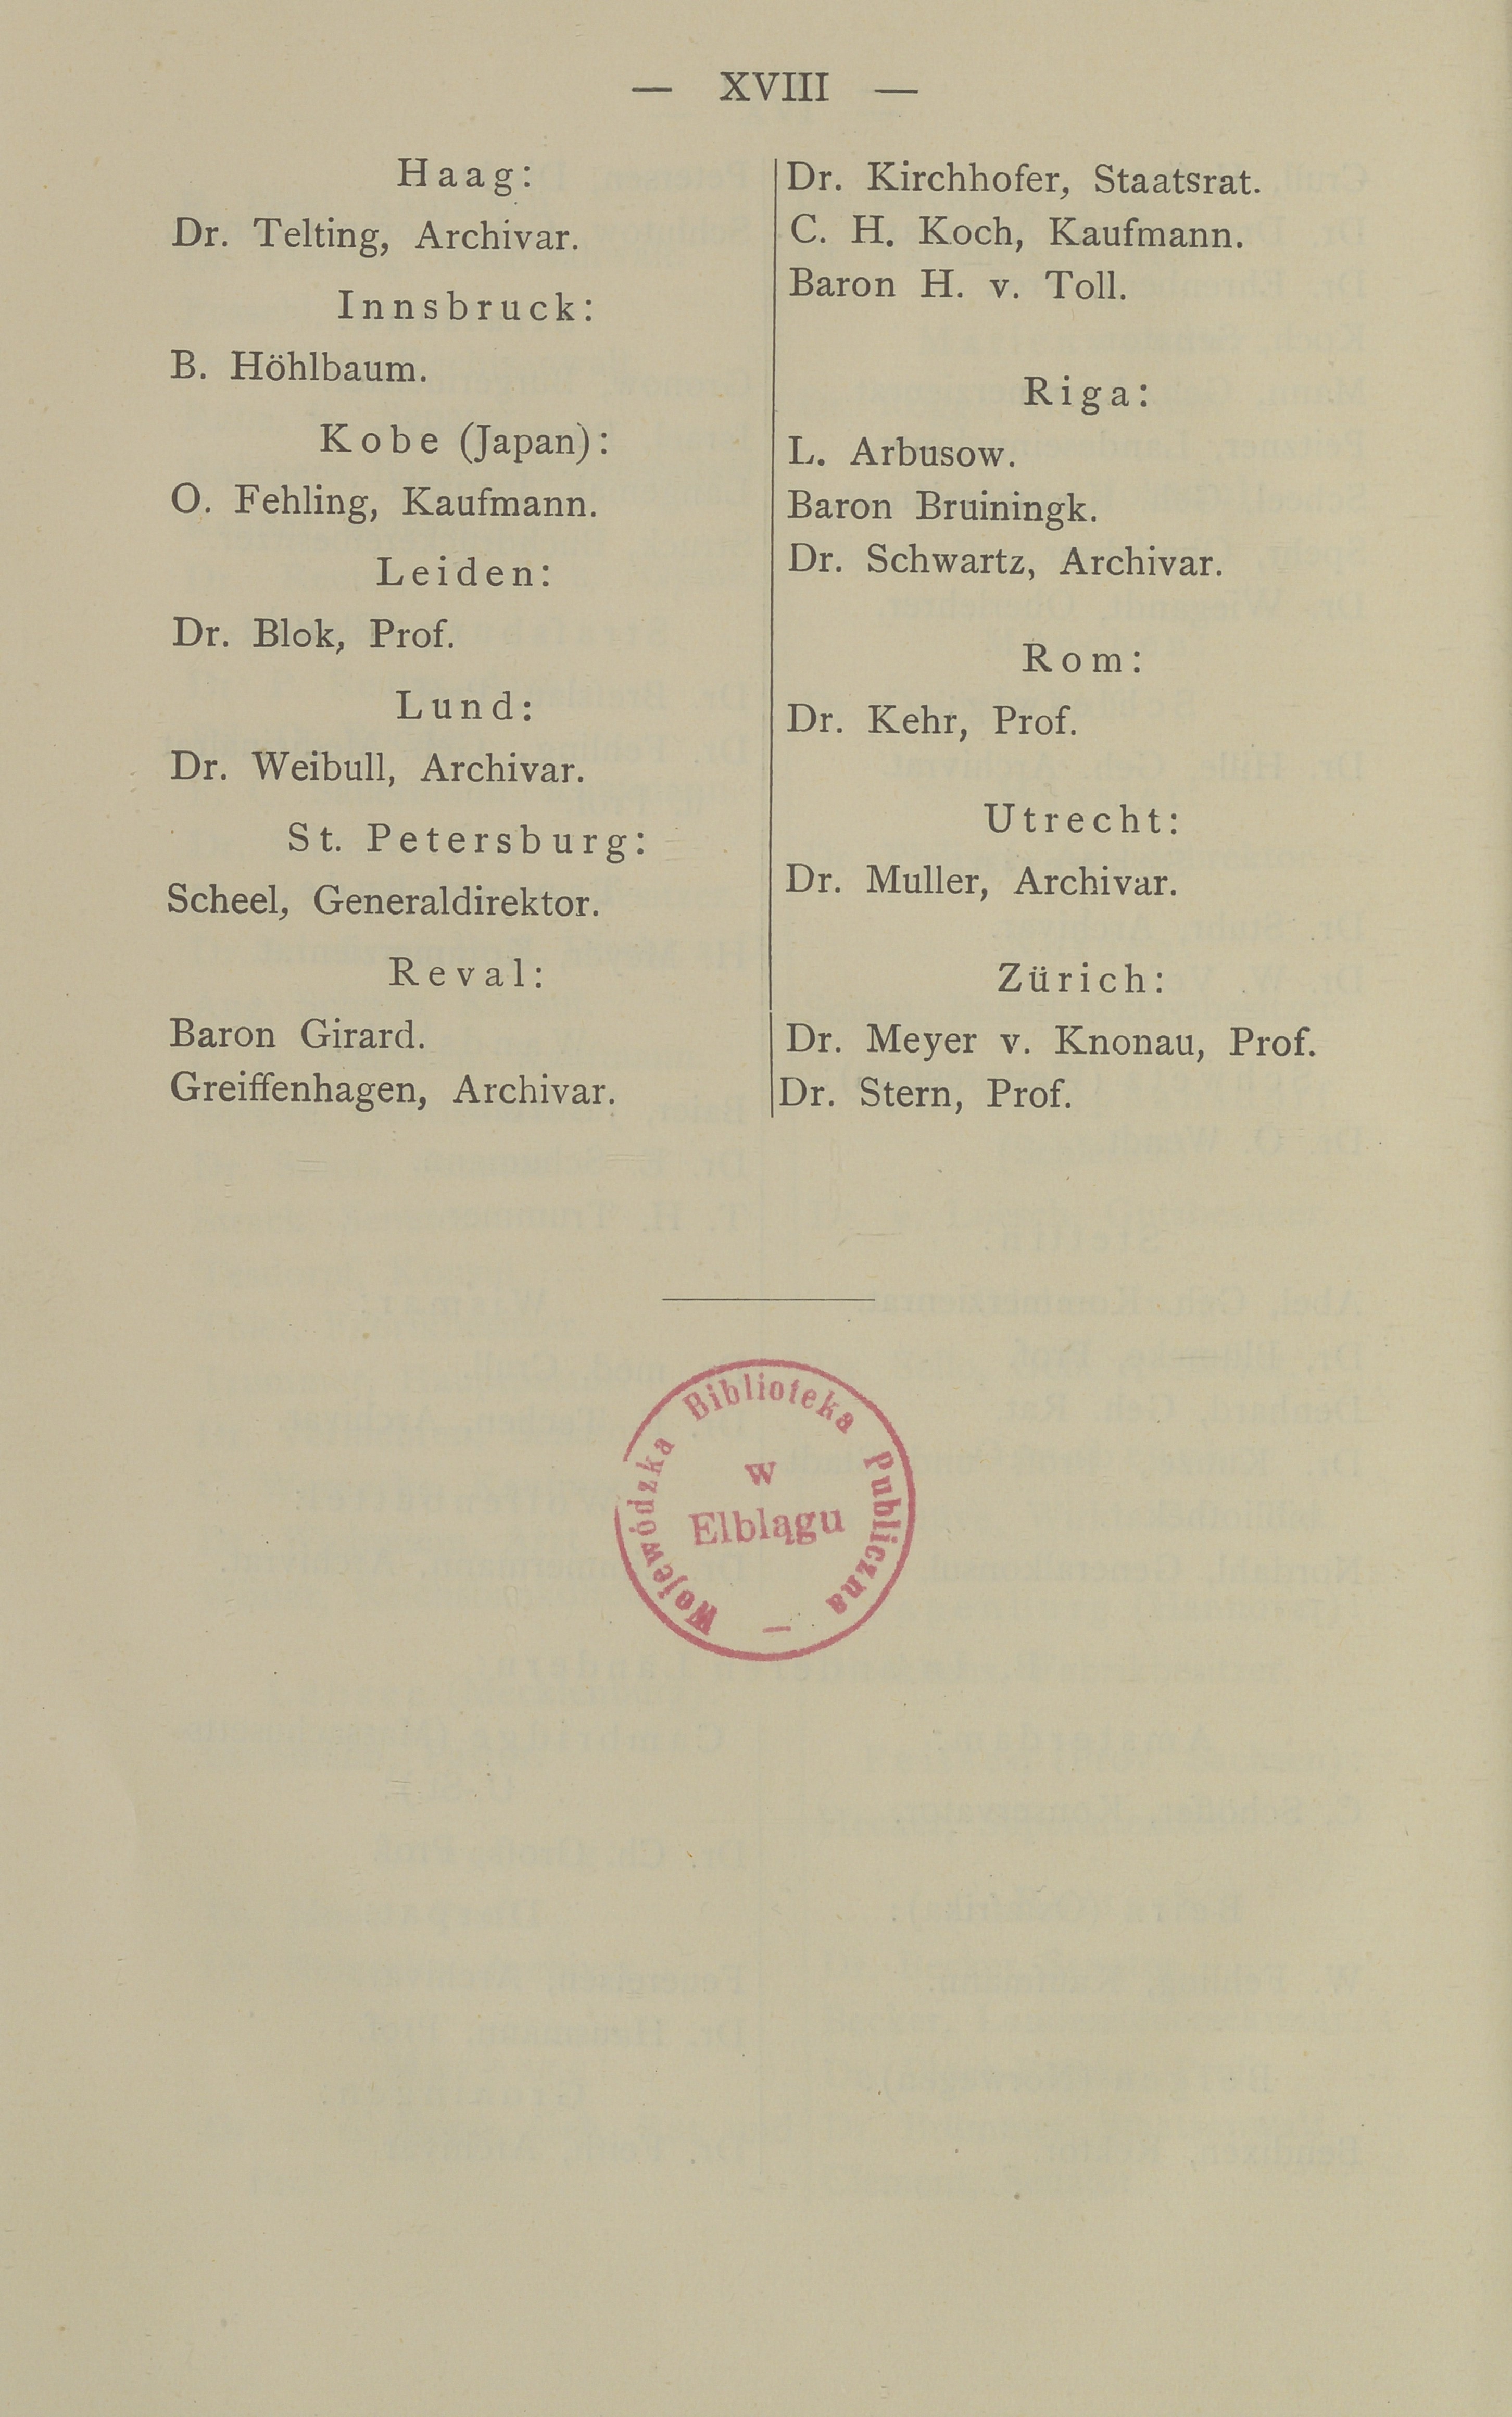 — XVIII —
Haag:
Dr. Telting, Archivar.
Innsbruck:
B. Höhlbaum.
Kobe (Japan):
O. Fehling, Kaufmann.
Leiden:
Dr. Blok, Prof.
Lund:
Dr. Weibull, Archivar.
St. Petersburg:
Scheel, Generaldirektor.
Reval:
Baron Girard.
Greiffenhagen, Archivar.
Dr. Kirchhofer, Staatsrat.
C. H. Koch, Kaufmann.
Baron H. v. Toll.
Riga:
L. Arbusow.
Baron Bruiningk.
Dr. Schwartz, Archivar.
Rom:
Dr. Kehr, Prof.
Utrecht:
Dr. Muller, Archivar.
Zürich:
Dr. Meyer v. Knonau, Prof.
Dr. Stern, Prof.
Wojewódzka Biblioteka Publiczna
w
Elblągu